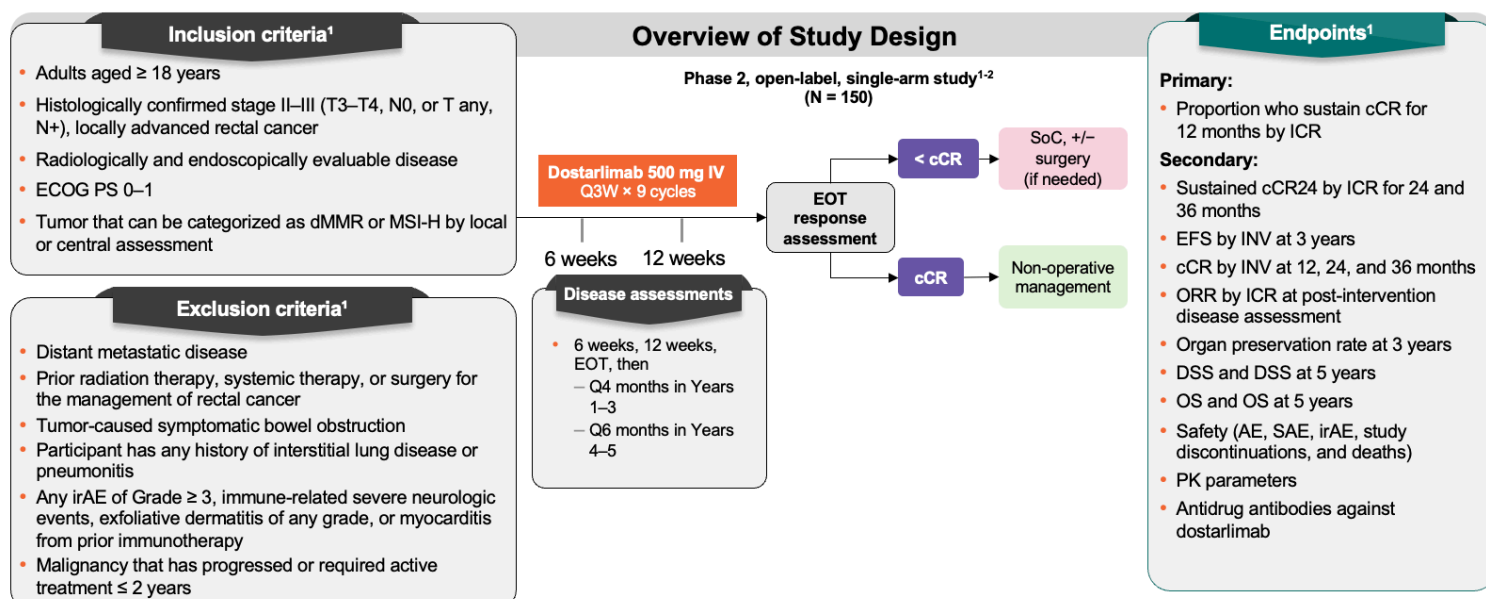 Overview of Study Design
Inclusion criteria1
• Adults aged ≥ 18 years
• Histologically confirmed stage II–III (T3–T4, N0, or T any,
N+), locally advanced rectal cancer
• Radiologically and endoscopically evaluable disease
• ECOG PS 0–1
• Tumor that can be categorized as dMMR or MSI-H by local
or central assessment
Exclusion criteria1
• Distant metastatic disease
• Prior radiation therapy, systemic therapy, or surgery for
the management of rectal cancer
• Tumor-caused symptomatic bowel obstruction
• Participant has any history of interstitial lung disease or
pneumonitis
• Any irAE of Grade ≥ 3, immune-related severe neurologic
events, exfoliative dermatitis of any grade, or myocarditis
from prior immunotherapy
• Malignancy that has progressed or required active
treatment ≤ 2 years
Phase 2, open-label, single-arm study1-2
(N = 150)
Dostarlimab 500 mg IV
Q3W × 9 cycles
6 weeks
12 weeks
Disease assessments
• 6 weeks, 12 weeks,
EOT, then
– Q4 months in Years
1–3
– Q6 months in Years
4–5
EOT
response
assessment
< cCR
SoC, +/−
surgery
(if needed)
cCR
Non-operative
management
Endpoints1
Primary:
• Proportion who sustain cCR for
12 months by ICR
Secondary:
• Sustained cCR24 by ICR for 24 and
36 months
• EFS by INV at 3 years
• cCR by INV at 12, 24, and 36 months
• ORR by ICR at post-intervention
disease assessment
• Organ preservation rate at 3 years
• DSS and DSS at 5 years
• OS and OS at 5 years
• Safety (AE, SAE, irAE, study
discontinuations, and deaths)
• PK parameters
• Antidrug antibodies against
dostarlimab